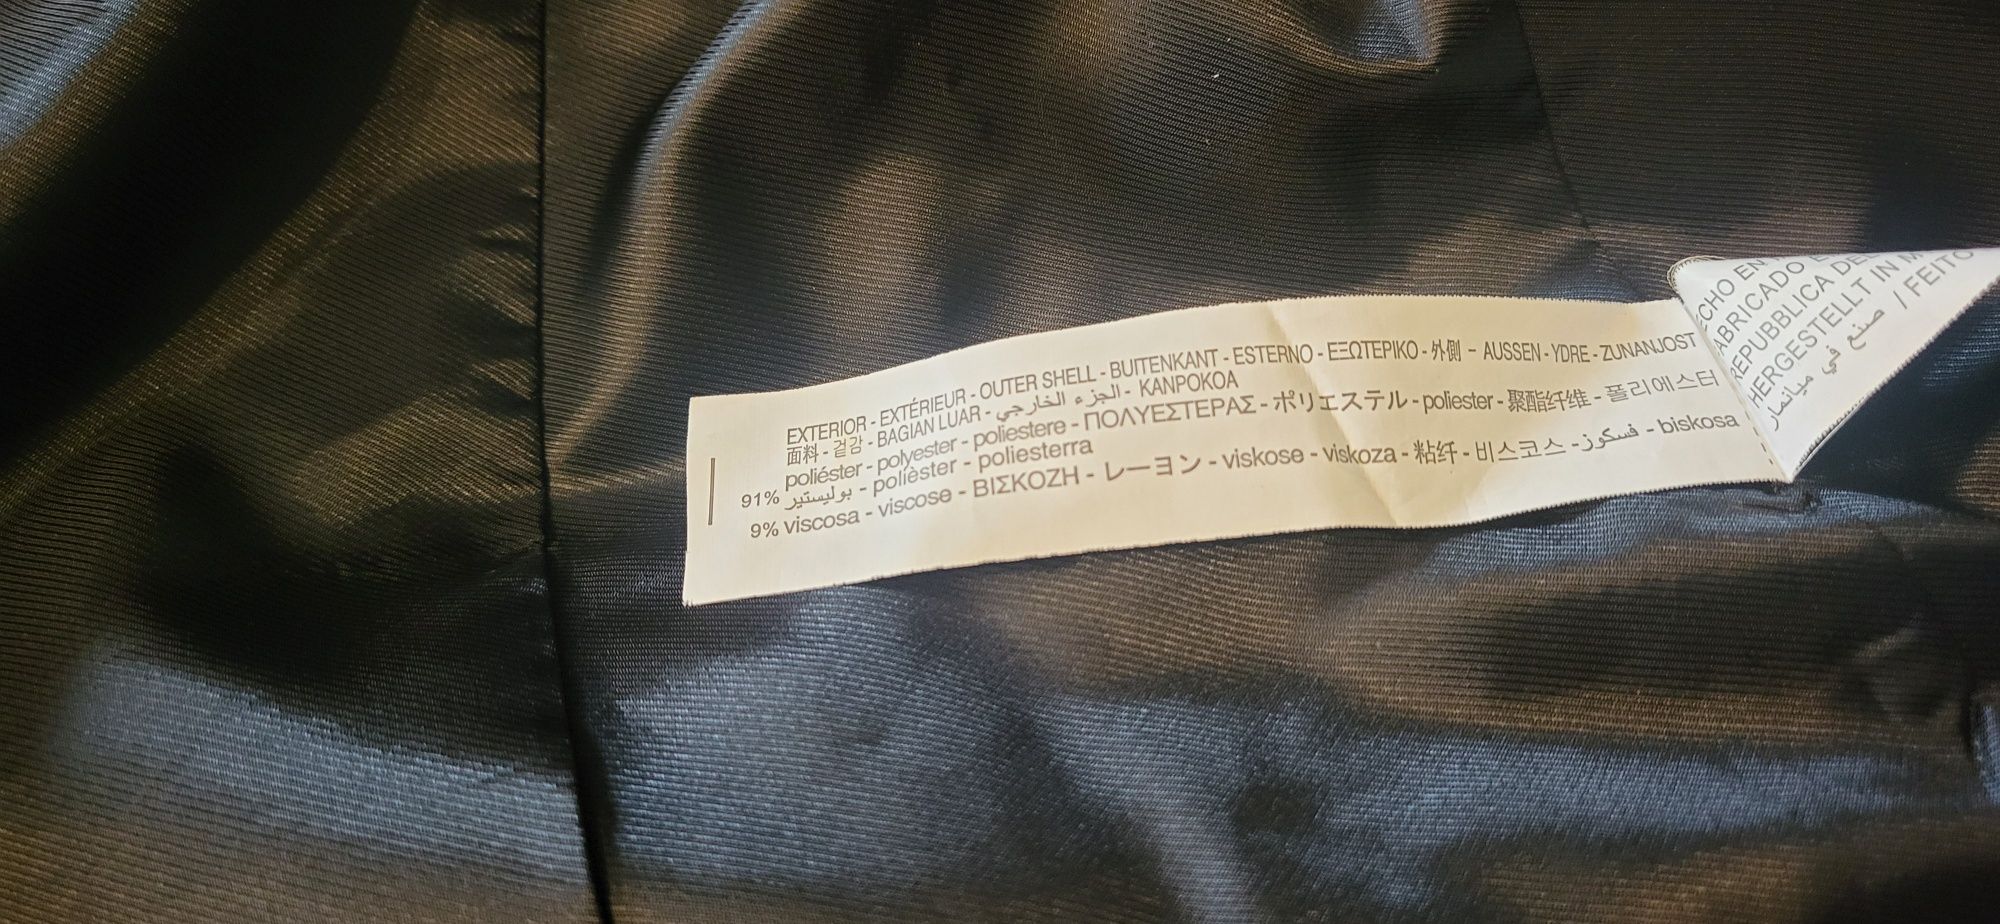 EXTERIOR - EXTÉRIEUR - OUTER SHELL - BUITENKANT - ESTERNO - ΕΞΩΤΕΡΙΚΟ - 外側 - AUSSEN - YDRE - ZUNANJOST
面料 - 겉감 - BAGIAN LUAR - الجزء الخارجي - KANPOKOA
poliéster - polyester - poliestere - ΠΟΛΥΕΣΤΕΡΑΣ - ポリエステル - poliester - 聚酯纤维 - 폴리에스터
91% بوليستير - polièster - poliesterra
9% viscosa - viscose - ΒΙΣΚΟΖΗ - レーヨン - viskose - viskoza - 粘纤 - 비스코스 - فسكوز - biskosa
ECHO EN
FABRICADO
REPUBBLICA DE
HERGESTELLT IN M
صنع في ميانمار / FEITO